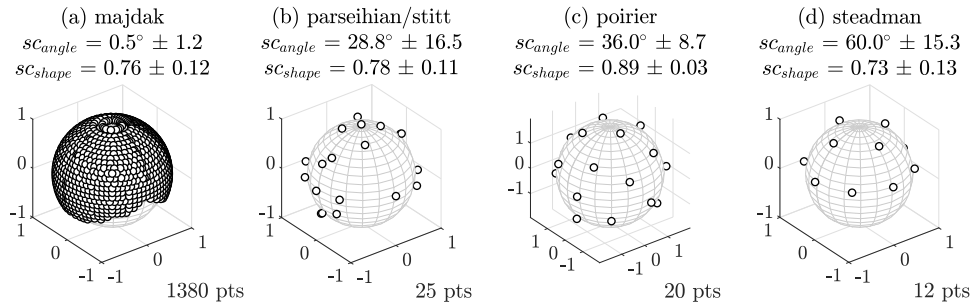 (a) majdak
sc_angle = 0.5° ± 1.2
sc_shape = 0.76 ± 0.12
1
0
-1
1
0
-1
-1
0
1
1380 pts
(b) parseihian/stitt
sc_angle = 28.8° ± 16.5
sc_shape = 0.78 ± 0.11
1
0
-1
1
0
-1
-1
0
1
25 pts
(c) poirier
sc_angle = 36.0° ± 8.7
sc_shape = 0.89 ± 0.03
1
0
-1
1
0
-1
-1
0
1
20 pts
(d) steadman
sc_angle = 60.0° ± 15.3
sc_shape = 0.73 ± 0.13
1
0
-1
1
0
-1
-1
0
1
12 pts